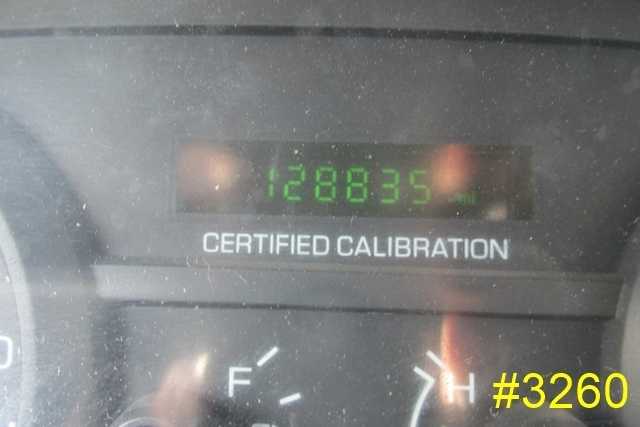 128835 mi
CERTIFIED CALIBRATION
F H
#3260